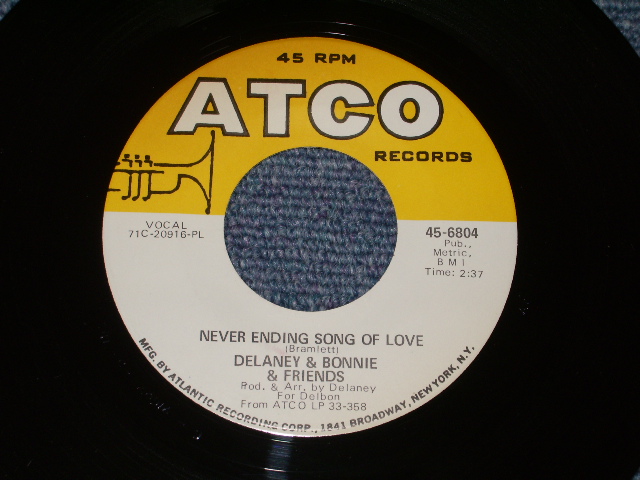 45 RPM
ATCO
RECORDS
VOCAL
71C-20916-PL
45-6804
Pub.,
Metric,
BMI
Time: 2:37
NEVER ENDING SONG OF LOVE
(Bramlett)
DELANEY & BONNIE
& FRIENDS
Rod. & Arr. by Delaney
For Delbon
From ATCO LP 33-358
MFG. BY ATLANTIC RECORDING CORP., 1841 BROADWAY, NEW YORK, N.Y.